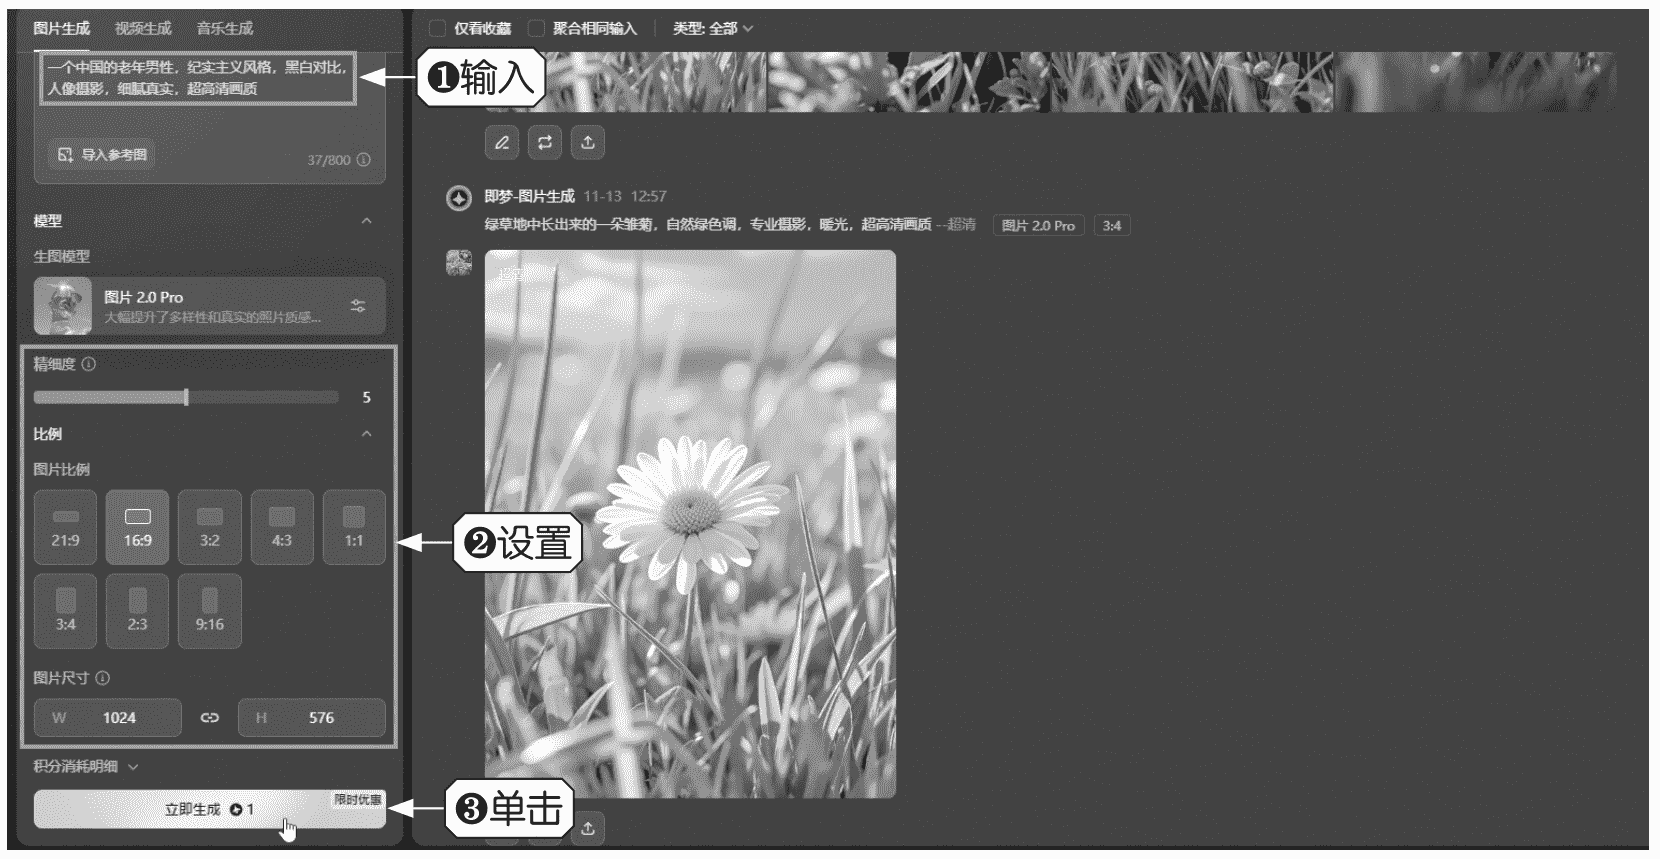 图片生成 视频生成 音乐生成
一个中国的老年男性，纪实主义风格，黑白对比，
人像摄影，细腻真实，超高清画质
导入参考图
37/800
模型
生图模型
图片 2.0 Pro
大幅提升了多样性和真实的照片质感...
精细度
5
比例
图片比例
21:9 16:9 3:2 4:3 1:1
3:4 2:3 9:16
图片尺寸
W 1024 H 576
积分消耗明细
限时优惠
立即生成 1
❶输入
❷设置
❸单击
仅看收藏 聚合相同输入 类型: 全部
即梦-图片生成 11-13 12:57
绿草地中长出来的一朵雏菊，自然绿色调，专业摄影，暖光，超高清画质 --超清 图片 2.0 Pro 3:4